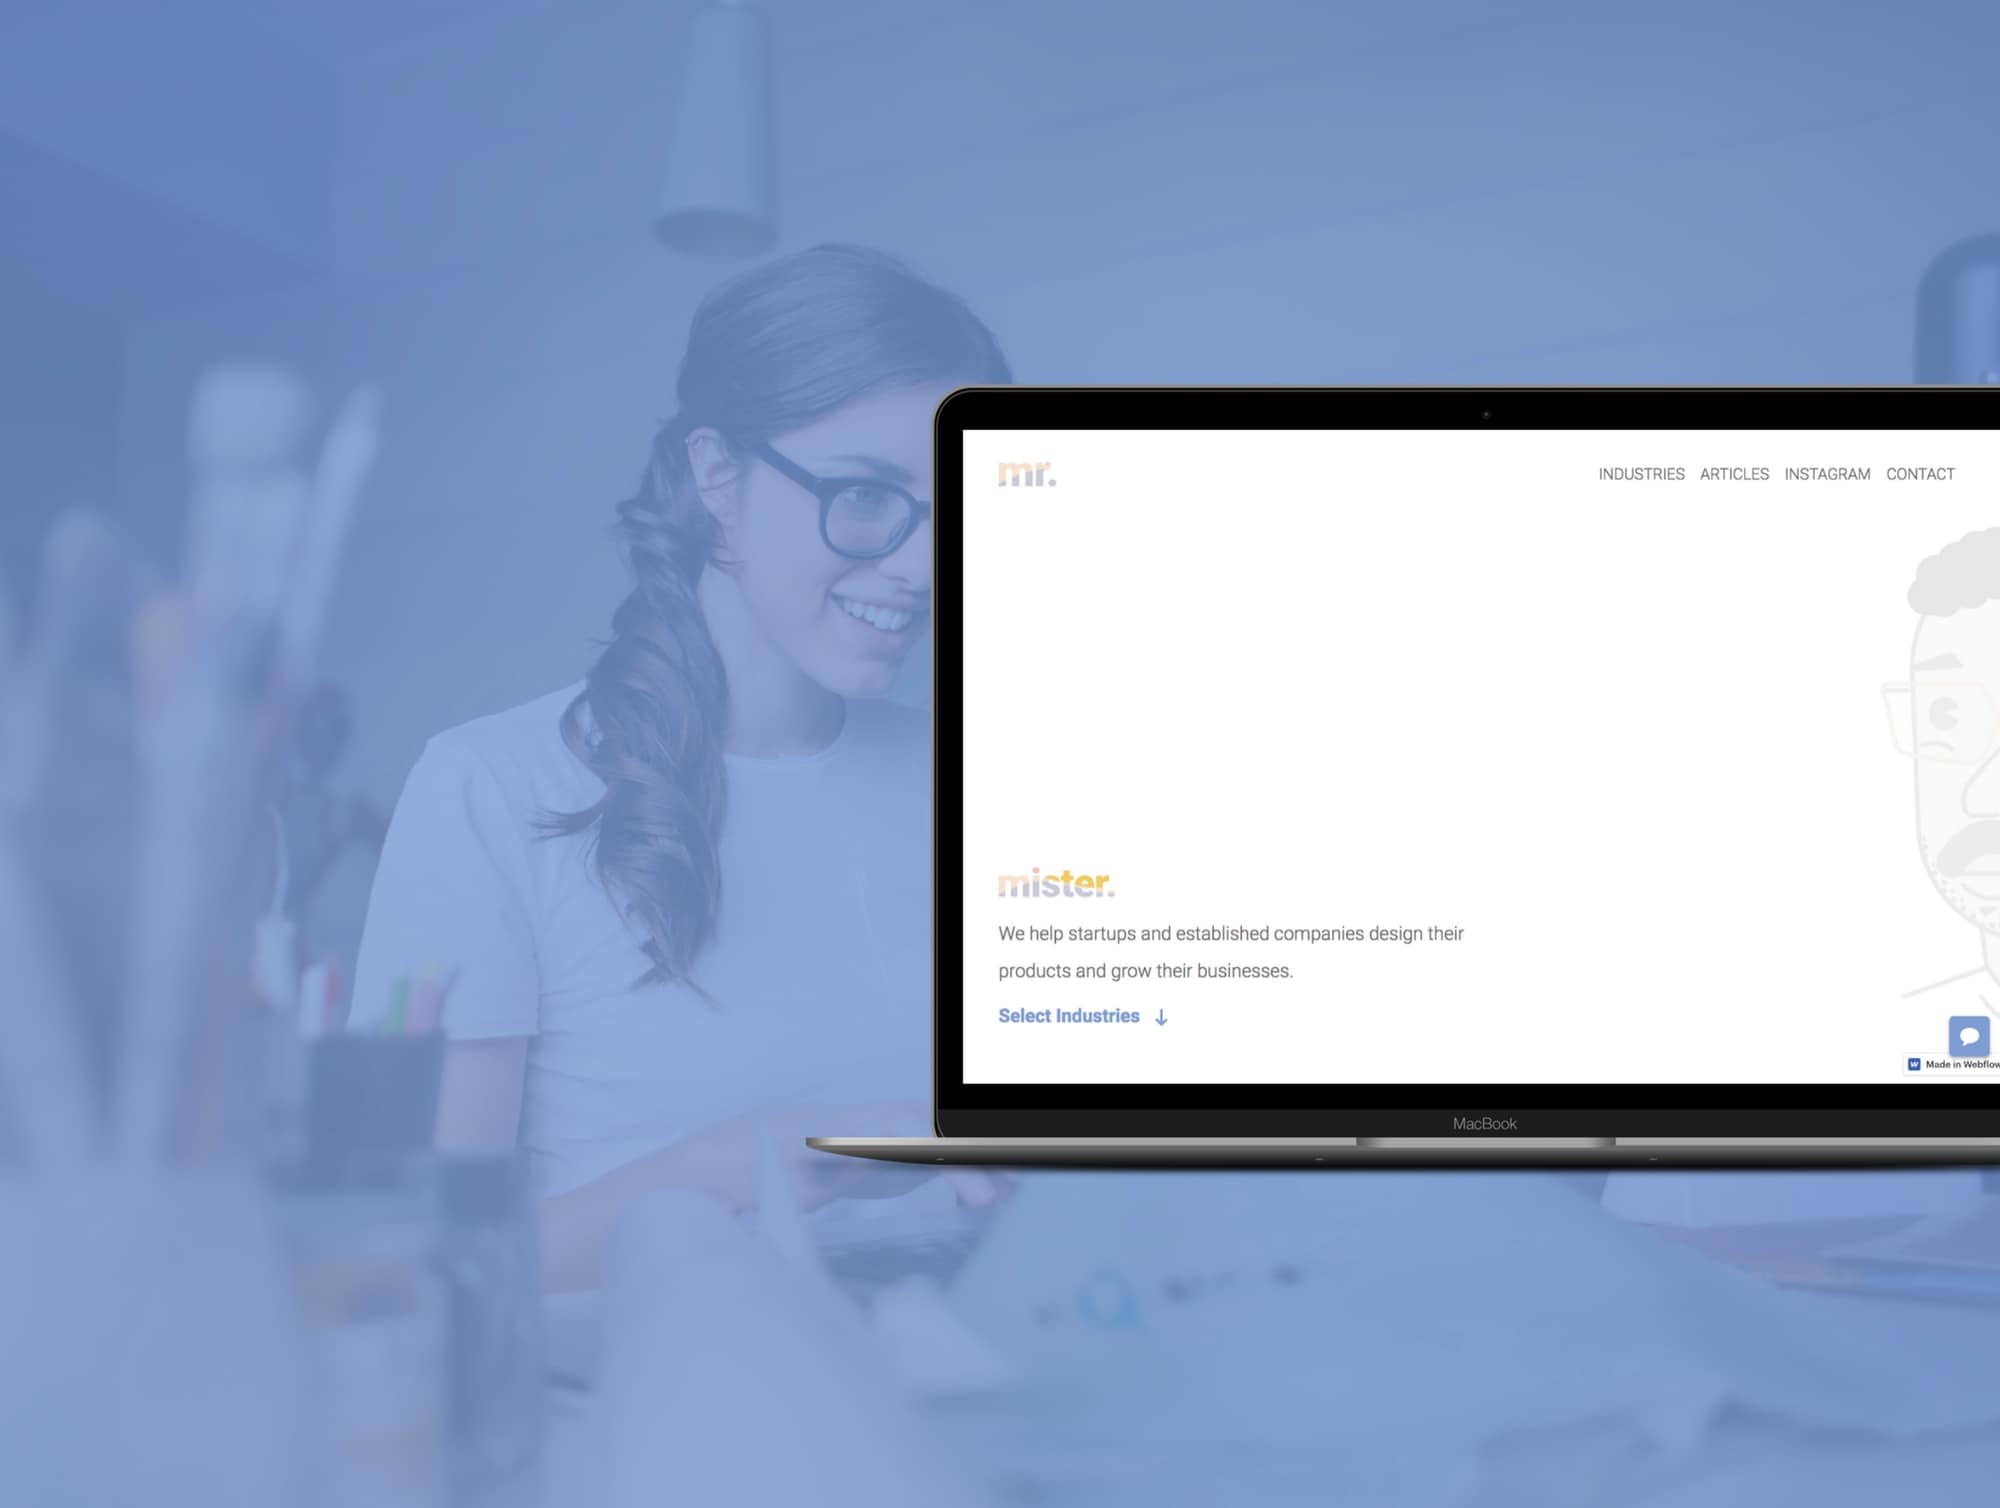 mr.
INDUSTRIES ARTICLES INSTAGRAM CONTACT
mister.
We help startups and established companies design their
products and grow their businesses.
Select Industries ↓
Made in Webflow
MacBook